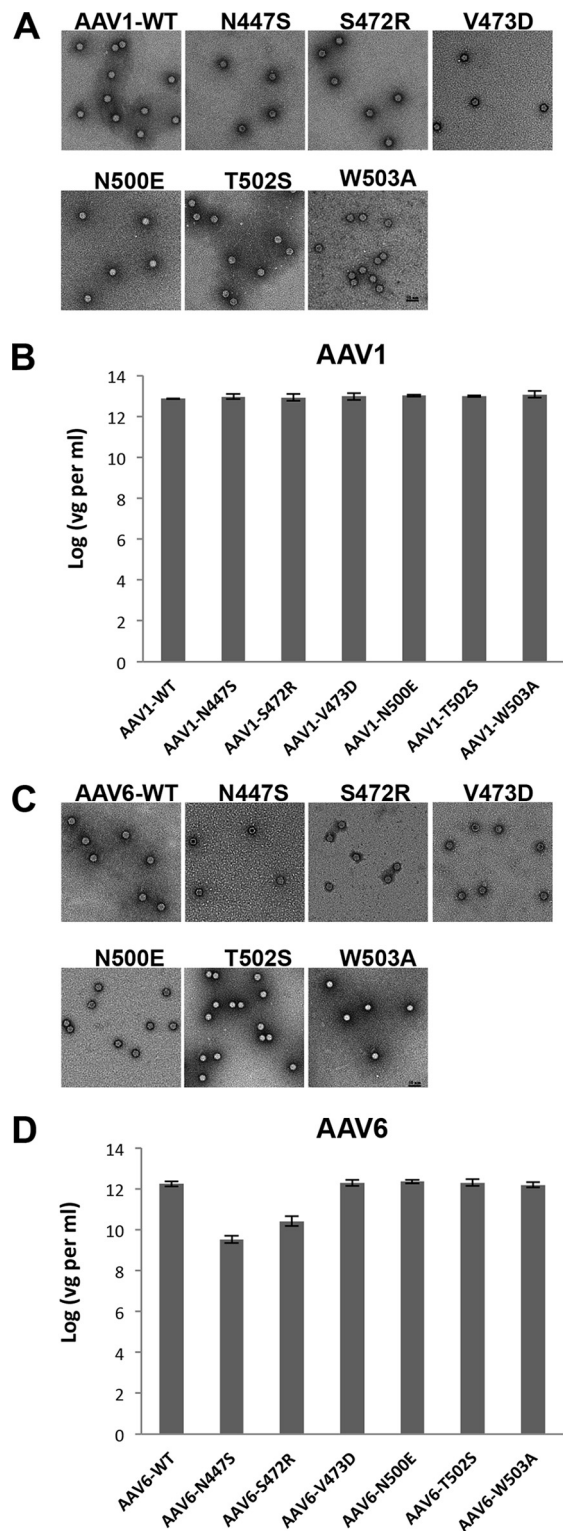 A
AAV1-WT N447S S472R V473D
N500E T502S W503A
B
AAV1
14
12
10
8
6
4
2
0
Log (vg per ml)
AAV1-WT
AAV1-N447S
AAV1-S472R
AAV1-V473D
AAV1-N500E
AAV1-T502S
AAV1-W503A
C
AAV6-WT N447S S472R V473D
N500E T502S W503A
D
AAV6
14
12
10
8
6
4
2
0
Log (vg per ml)
AAV6-WT
AAV6-N447S
AAV6-S472R
AAV6-V473D
AAV6-N500E
AAV6-T502S
AAV6-W503A